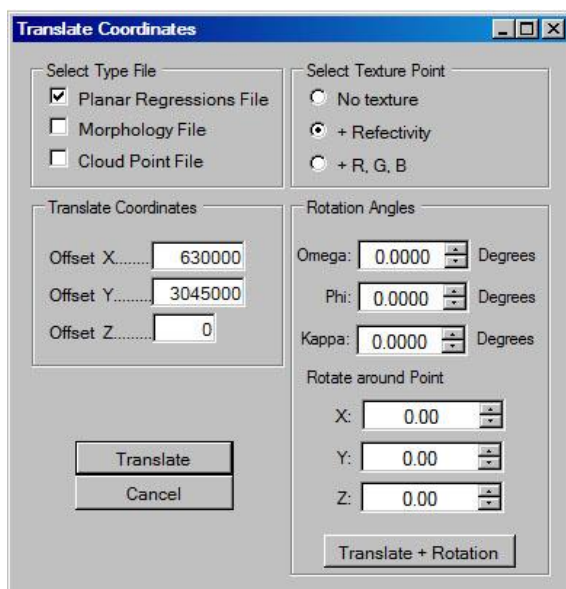 Translate Coordinates
Select Type File
Planar Regressions File
Morphology File
Cloud Point File
Select Texture Point
No texture
+ Refectivity
+ R, G, B
Translate Coordinates
Offset X........ 630000
Offset Y........ 3045000
Offset Z........ 0
Rotation Angles
Omega: 0.0000 Degrees
Phi: 0.0000 Degrees
Kappa: 0.0000 Degrees
Rotate around Point
X: 0.00
Y: 0.00
Z: 0.00
Translate
Cancel
Translate + Rotation